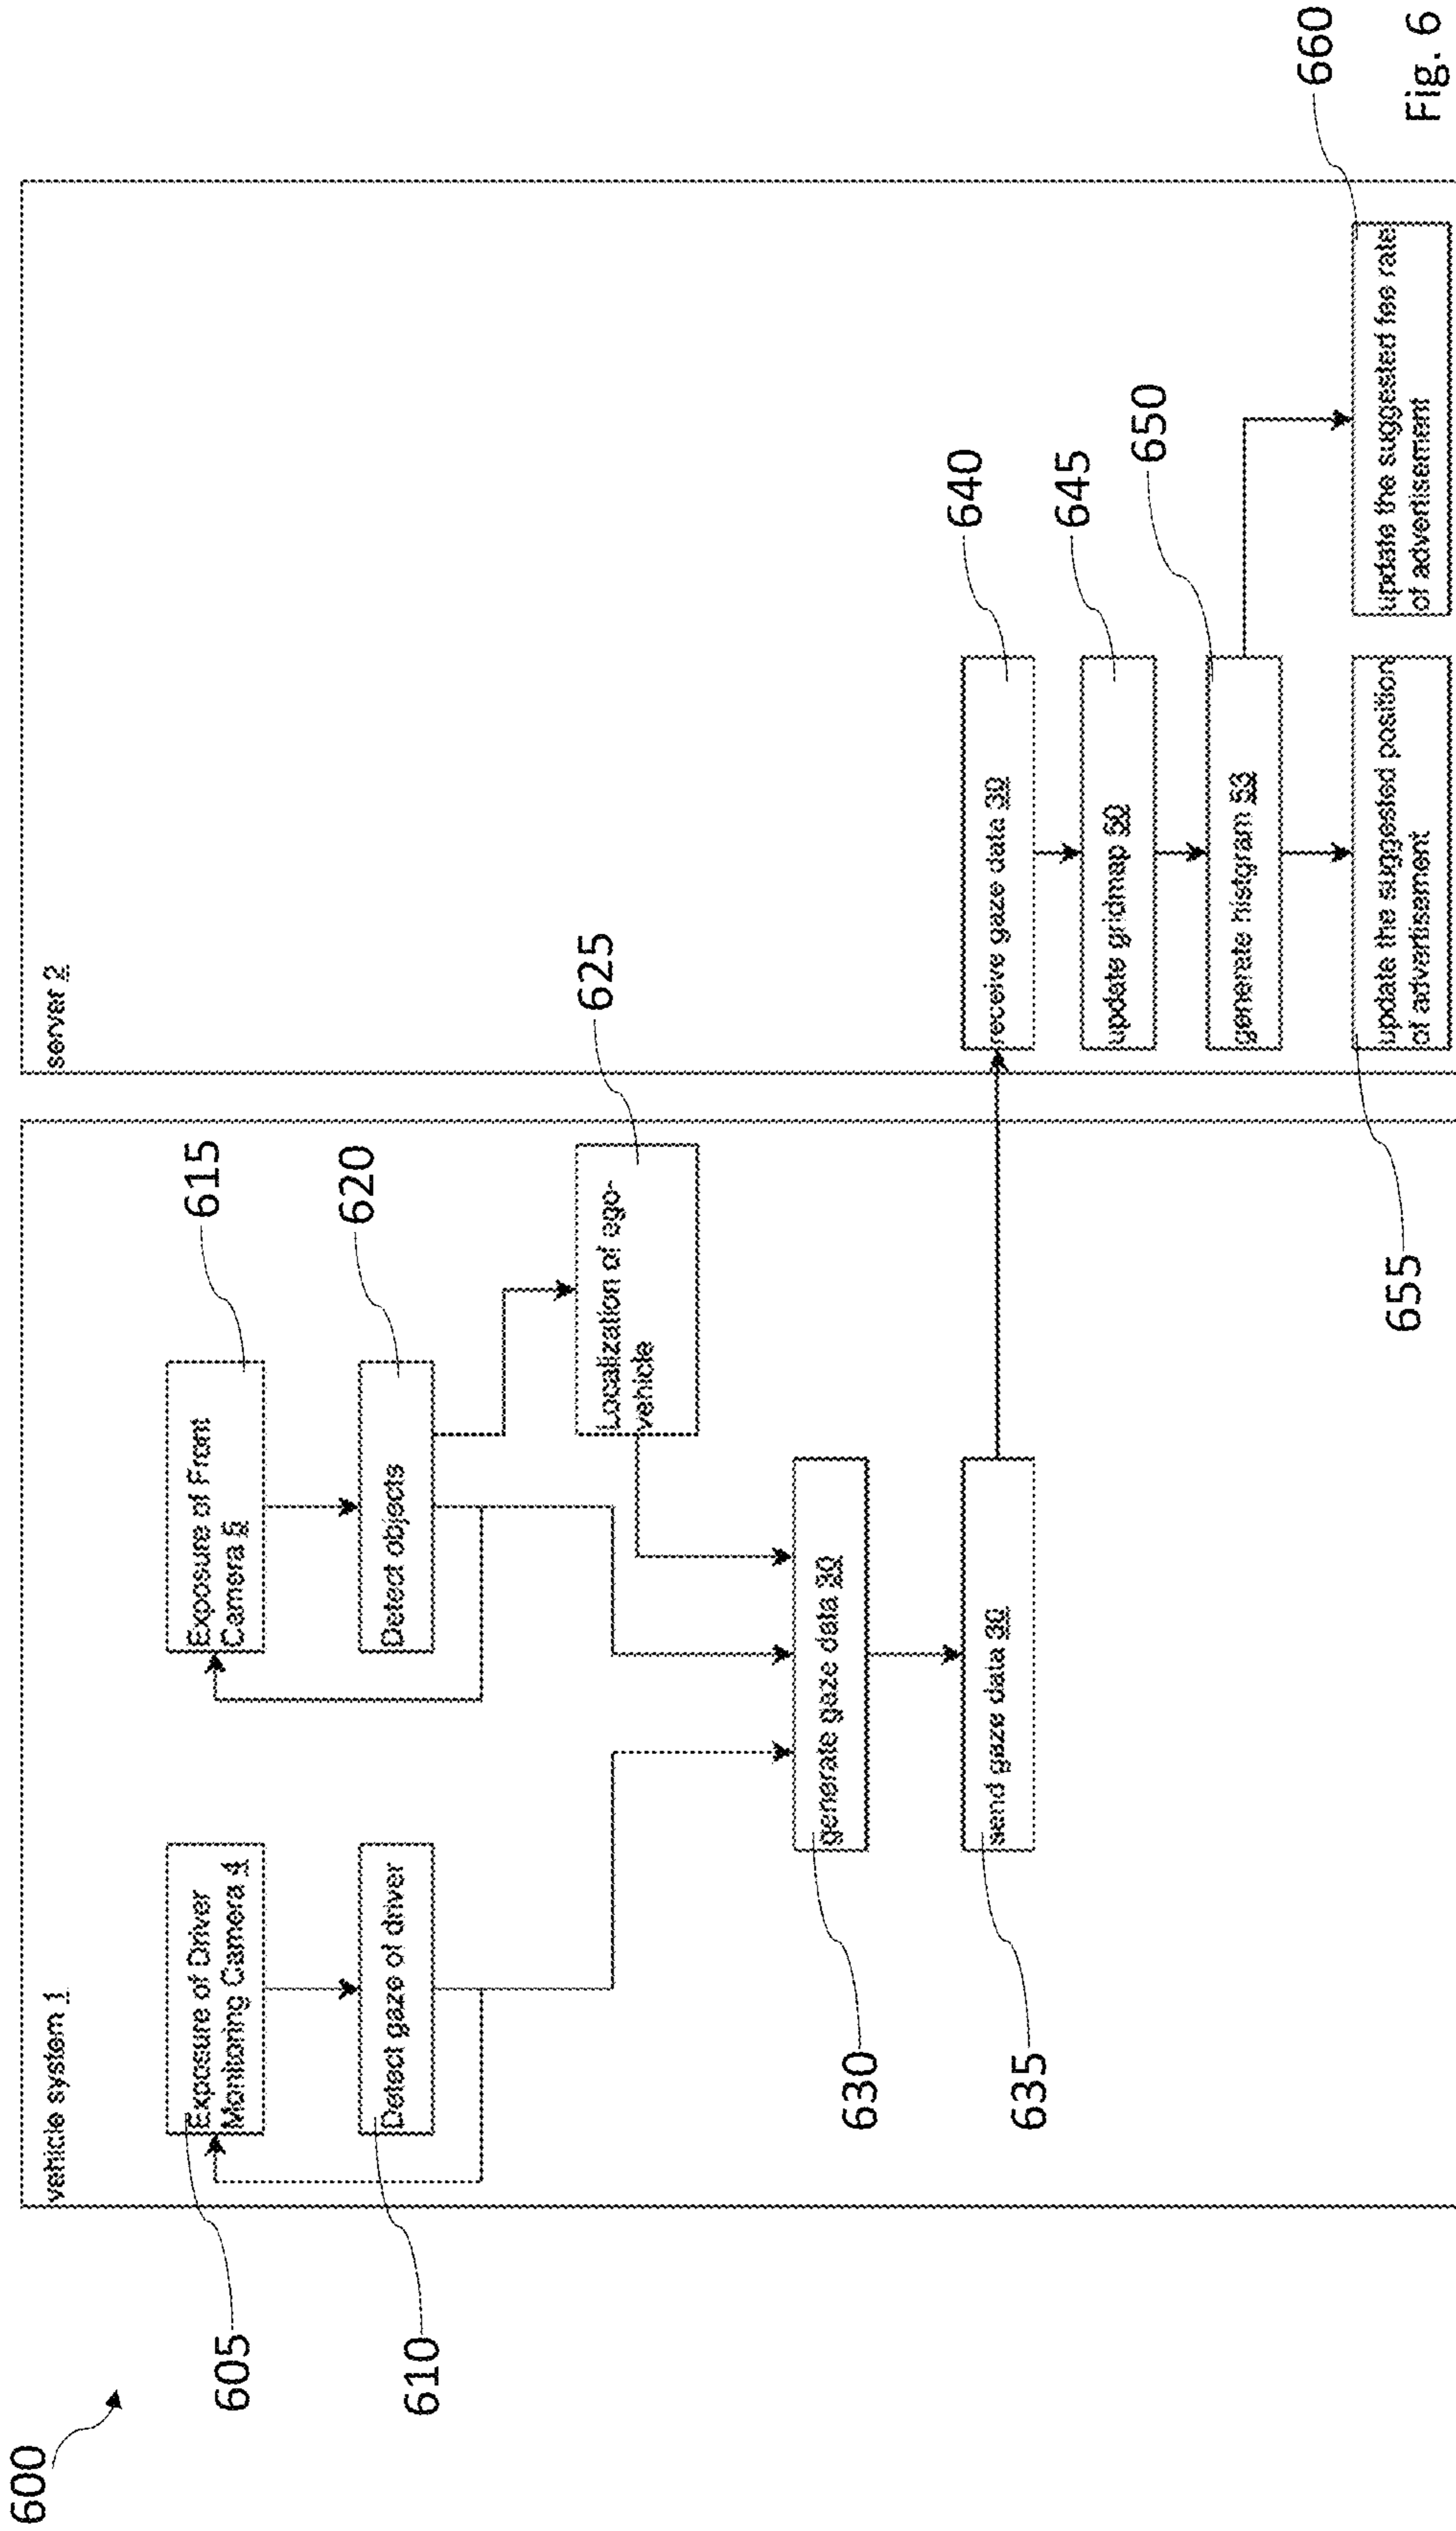 600
vehicle system 1
605
Exposure of Driver
Monitoring Camera 4
610
Detect gaze of driver
615
Exposure of Front
Camera 5
620
Detect objects
625
Localization of ego-
vehicle
630
generate gaze data 30
635
send gaze data 30
server 2
640
receive gaze data 30
645
update gridmap 50
650
generate histgram 53
655
update the suggested position
of advertisement
660
update the suggested fee rate
of advertisement
Fig. 6